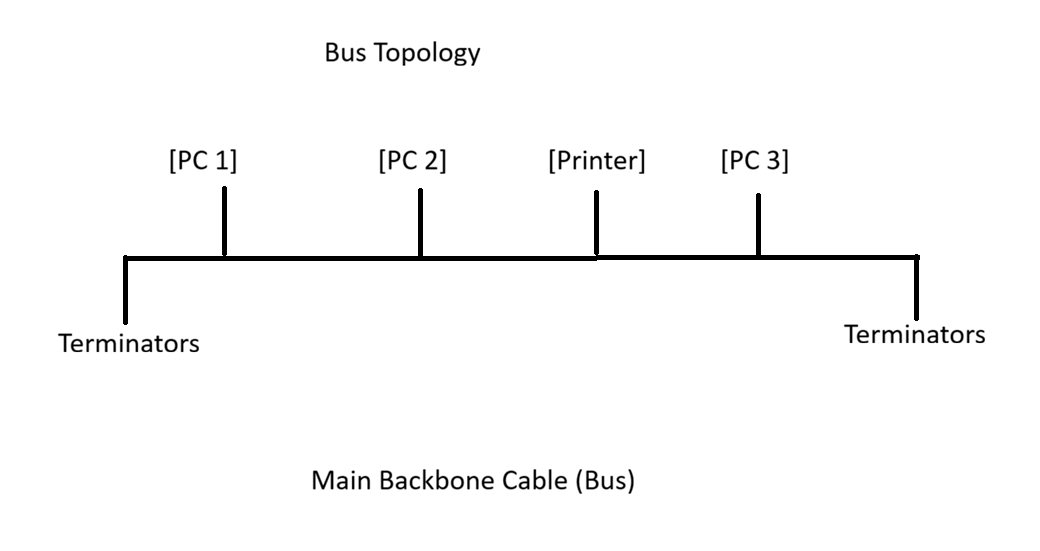 Bus Topology
[PC 1] [PC 2] [Printer] [PC 3]
Terminators
Terminators
Main Backbone Cable (Bus)